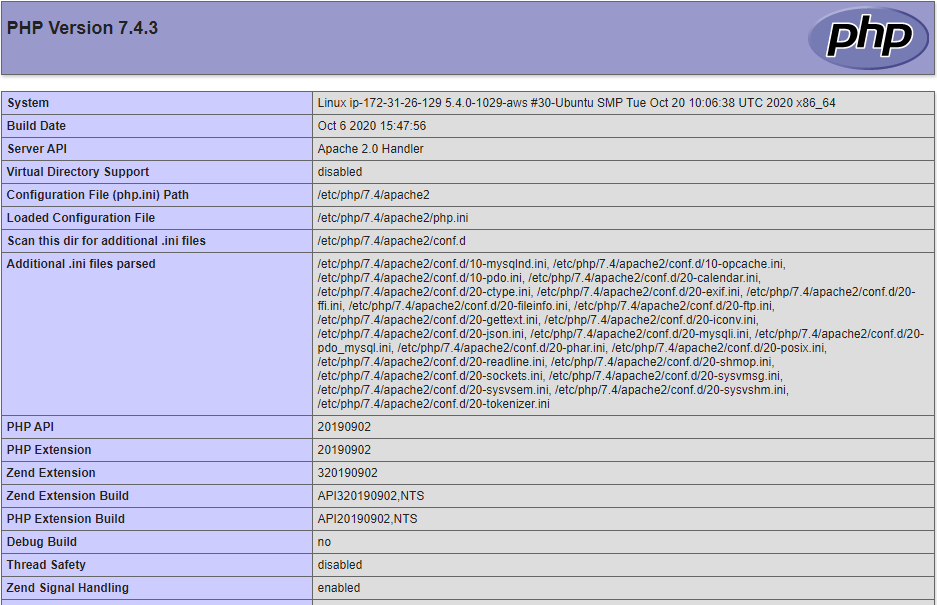 PHP Version 7.4.3
php
System Linux ip-172-31-26-129 5.4.0-1029-aws #30-Ubuntu SMP Tue Oct 20 10:06:38 UTC 2020 x86_64
Build Date Oct 6 2020 15:47:56
Server API Apache 2.0 Handler
Virtual Directory Support disabled
Configuration File (php.ini) Path /etc/php/7.4/apache2
Loaded Configuration File /etc/php/7.4/apache2/php.ini
Scan this dir for additional .ini files /etc/php/7.4/apache2/conf.d
Additional .ini files parsed /etc/php/7.4/apache2/conf.d/10-mysqlnd.ini, /etc/php/7.4/apache2/conf.d/10-opcache.ini,
/etc/php/7.4/apache2/conf.d/10-pdo.ini, /etc/php/7.4/apache2/conf.d/20-calendar.ini,
/etc/php/7.4/apache2/conf.d/20-ctype.ini, /etc/php/7.4/apache2/conf.d/20-exif.ini, /etc/php/7.4/apache2/conf.d/20-
ffi.ini, /etc/php/7.4/apache2/conf.d/20-fileinfo.ini, /etc/php/7.4/apache2/conf.d/20-ftp.ini,
/etc/php/7.4/apache2/conf.d/20-gettext.ini, /etc/php/7.4/apache2/conf.d/20-iconv.ini,
/etc/php/7.4/apache2/conf.d/20-json.ini, /etc/php/7.4/apache2/conf.d/20-mysqli.ini, /etc/php/7.4/apache2/conf.d/20-
pdo_mysql.ini, /etc/php/7.4/apache2/conf.d/20-phar.ini, /etc/php/7.4/apache2/conf.d/20-posix.ini,
/etc/php/7.4/apache2/conf.d/20-readline.ini, /etc/php/7.4/apache2/conf.d/20-shmop.ini,
/etc/php/7.4/apache2/conf.d/20-sockets.ini, /etc/php/7.4/apache2/conf.d/20-sysvmsg.ini,
/etc/php/7.4/apache2/conf.d/20-sysvsem.ini, /etc/php/7.4/apache2/conf.d/20-sysvshm.ini,
/etc/php/7.4/apache2/conf.d/20-tokenizer.ini
PHP API 20190902
PHP Extension 20190902
Zend Extension 320190902
Zend Extension Build API320190902,NTS
PHP Extension Build API20190902,NTS
Debug Build no
Thread Safety disabled
Zend Signal Handling enabled